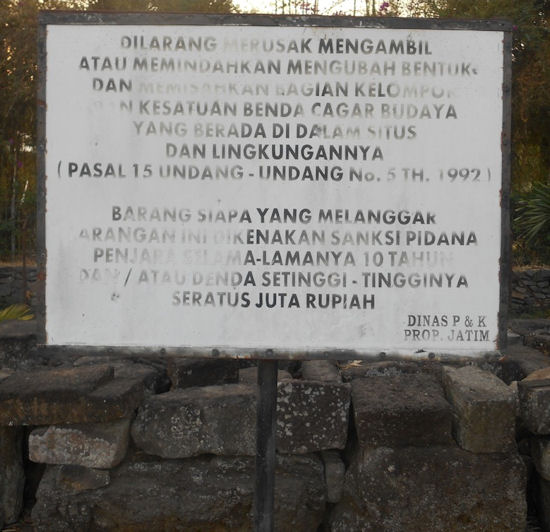 DILARANG MERUSAK MENGAMBIL
ATAU MEMINDAHKAN MENGUBAH BENTUK
DAN MEMISAHKAN BAGIAN KELOMPOK
DAN KESATUAN BENDA CAGAR BUDAYA
YANG BERADA DI DALAM SITUS
DAN LINGKUNGANNYA
( PASAL 15 UNDANG - UNDANG No. 5 TH. 1992 )
BARANG SIAPA YANG MELANGGAR
LARANGAN INI DIKENAKAN SANKSI PIDANA
PENJARA SELAMA-LAMANYA 10 TAHUN
DAN / ATAU DENDA SETINGGI - TINGGINYA
SERATUS JUTA RUPIAH
DINAS P & K
PROP. JATIM